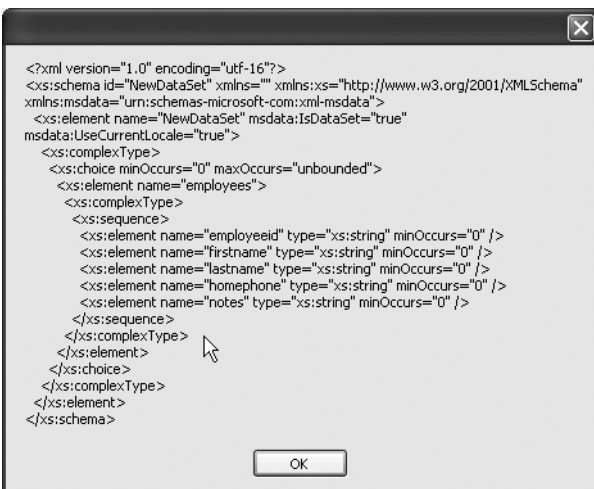 <?xml version="1.0" encoding="utf-16"?>
<xs:schema id="NewDataSet" xmlns="" xmlns:xs="http://www.w3.org/2001/XMLSchema"
xmlns:msdata="urn:schemas-microsoft-com:xml-msdata">
<xs:element name="NewDataSet" msdata:IsDataSet="true"
msdata:UseCurrentLocale="true">
<xs:complexType>
<xs:choice minOccurs="0" maxOccurs="unbounded">
<xs:element name="employees">
<xs:complexType>
<xs:sequence>
<xs:element name="employeeid" type="xs:string" minOccurs="0" />
<xs:element name="firstname" type="xs:string" minOccurs="0" />
<xs:element name="lastname" type="xs:string" minOccurs="0" />
<xs:element name="homephone" type="xs:string" minOccurs="0" />
<xs:element name="notes" type="xs:string" minOccurs="0" />
</xs:sequence>
</xs:complexType>
</xs:element>
</xs:choice>
</xs:complexType>
</xs:element>
</xs:schema>
OK